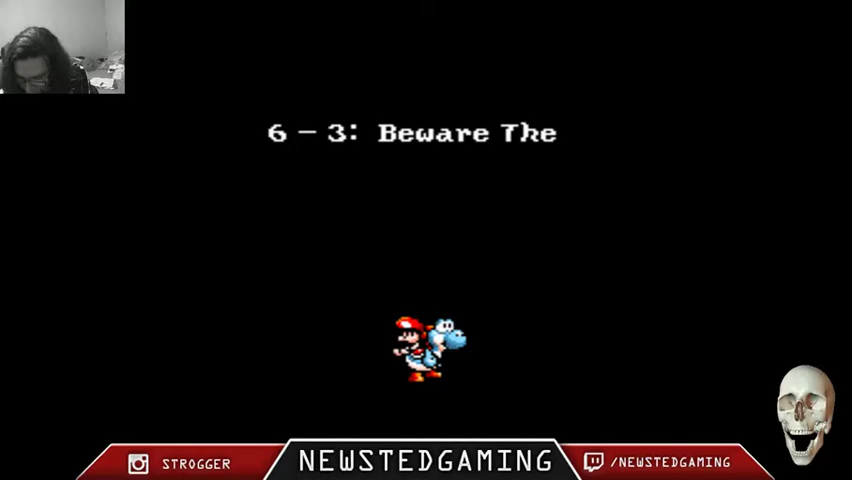 6 - 3: Beware The
STROGGER
NEWSTEDGAMING
/NEWSTEDGAMING